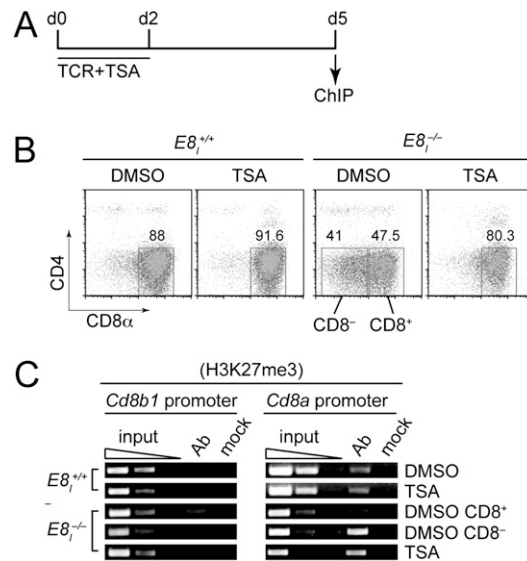 A
d0 d2 d5
TCR+TSA
ChIP
B
E8I+/+ E8I−/−
DMSO TSA DMSO TSA
88 91.6 41 47.5 80.3
CD4
CD8α
CD8− CD8+
C
(H3K27me3)
Cd8b1 promoter Cd8a promoter
input Ab mock input Ab mock
E8I+/+
DMSO
TSA
E8I−/−
DMSO CD8+
DMSO CD8−
TSA